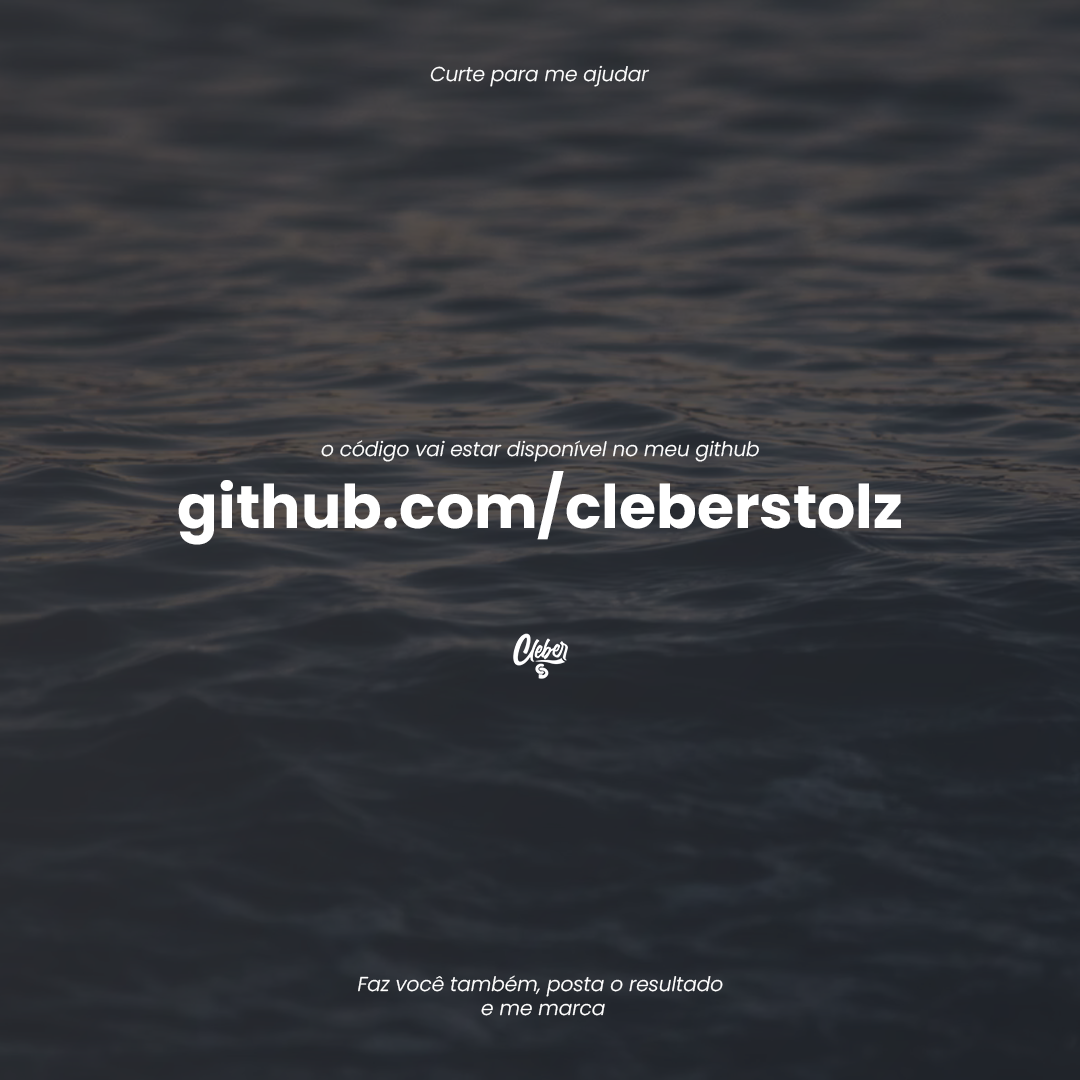 Curte para me ajudar
o código vai estar disponível no meu github
github.com/cleberstolz
Cleber
Faz você também, posta o resultado
e me marca